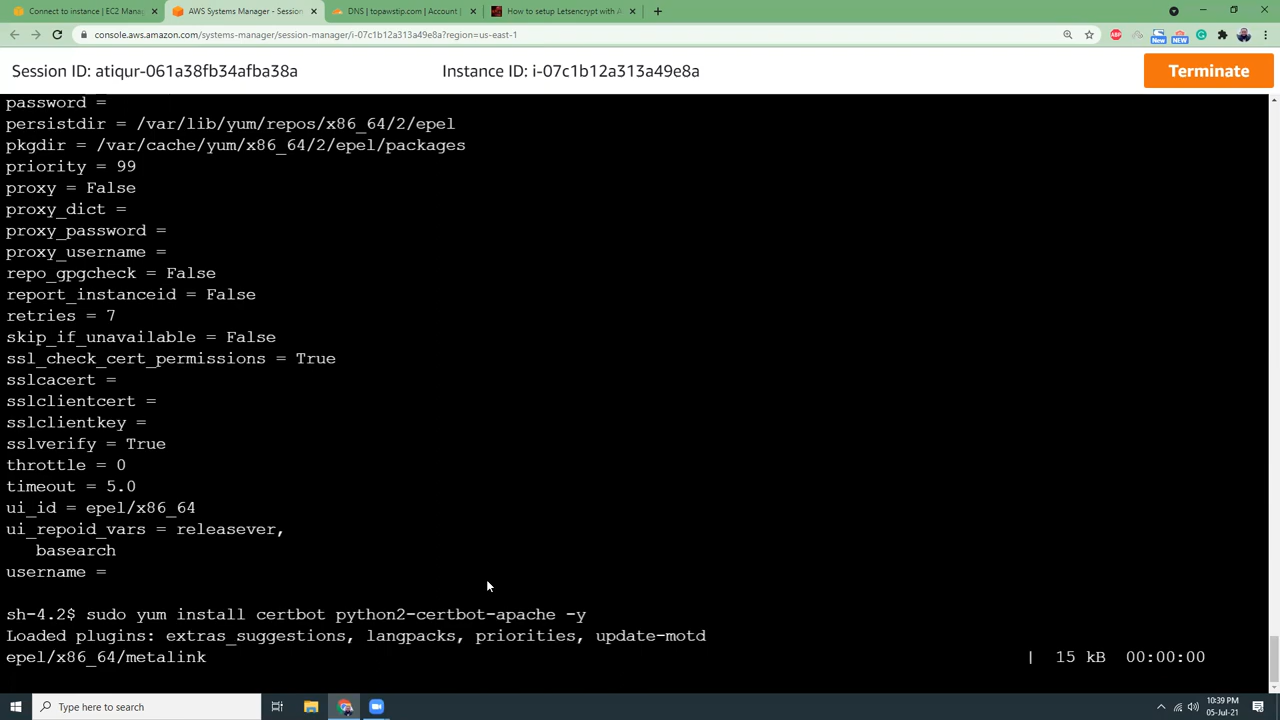 Connect to instance | EC2 Manag
AWS Systems Manager - Session
DNS | topawstip.com | Account |
How to setup Letsencrypt with A
console.aws.amazon.com/systems-manager/session-manager/i-07c1b12a313a49e8a?region=us-east-1
Session ID: atiqur-061a38fb34afba38a
Instance ID: i-07c1b12a313a49e8a
Terminate
password =
persistdir = /var/lib/yum/repos/x86_64/2/epel
pkgdir = /var/cache/yum/x86_64/2/epel/packages
priority = 99
proxy = False
proxy_dict =
proxy_password =
proxy_username =
repo_gpgcheck = False
report_instanceid = False
retries = 7
skip_if_unavailable = False
ssl_check_cert_permissions = True
sslcacert =
sslclientcert =
sslclientkey =
sslverify = True
throttle = 0
timeout = 5.0
ui_id = epel/x86_64
ui_repoid_vars = releasever,
basearch
username =
sh-4.2$ sudo yum install certbot python2-certbot-apache -y
Loaded plugins: extras_suggestions, langpacks, priorities, update-motd
epel/x86_64/metalink | 15 kB 00:00:00
Type here to search
10:39 PM
05-Jul-21